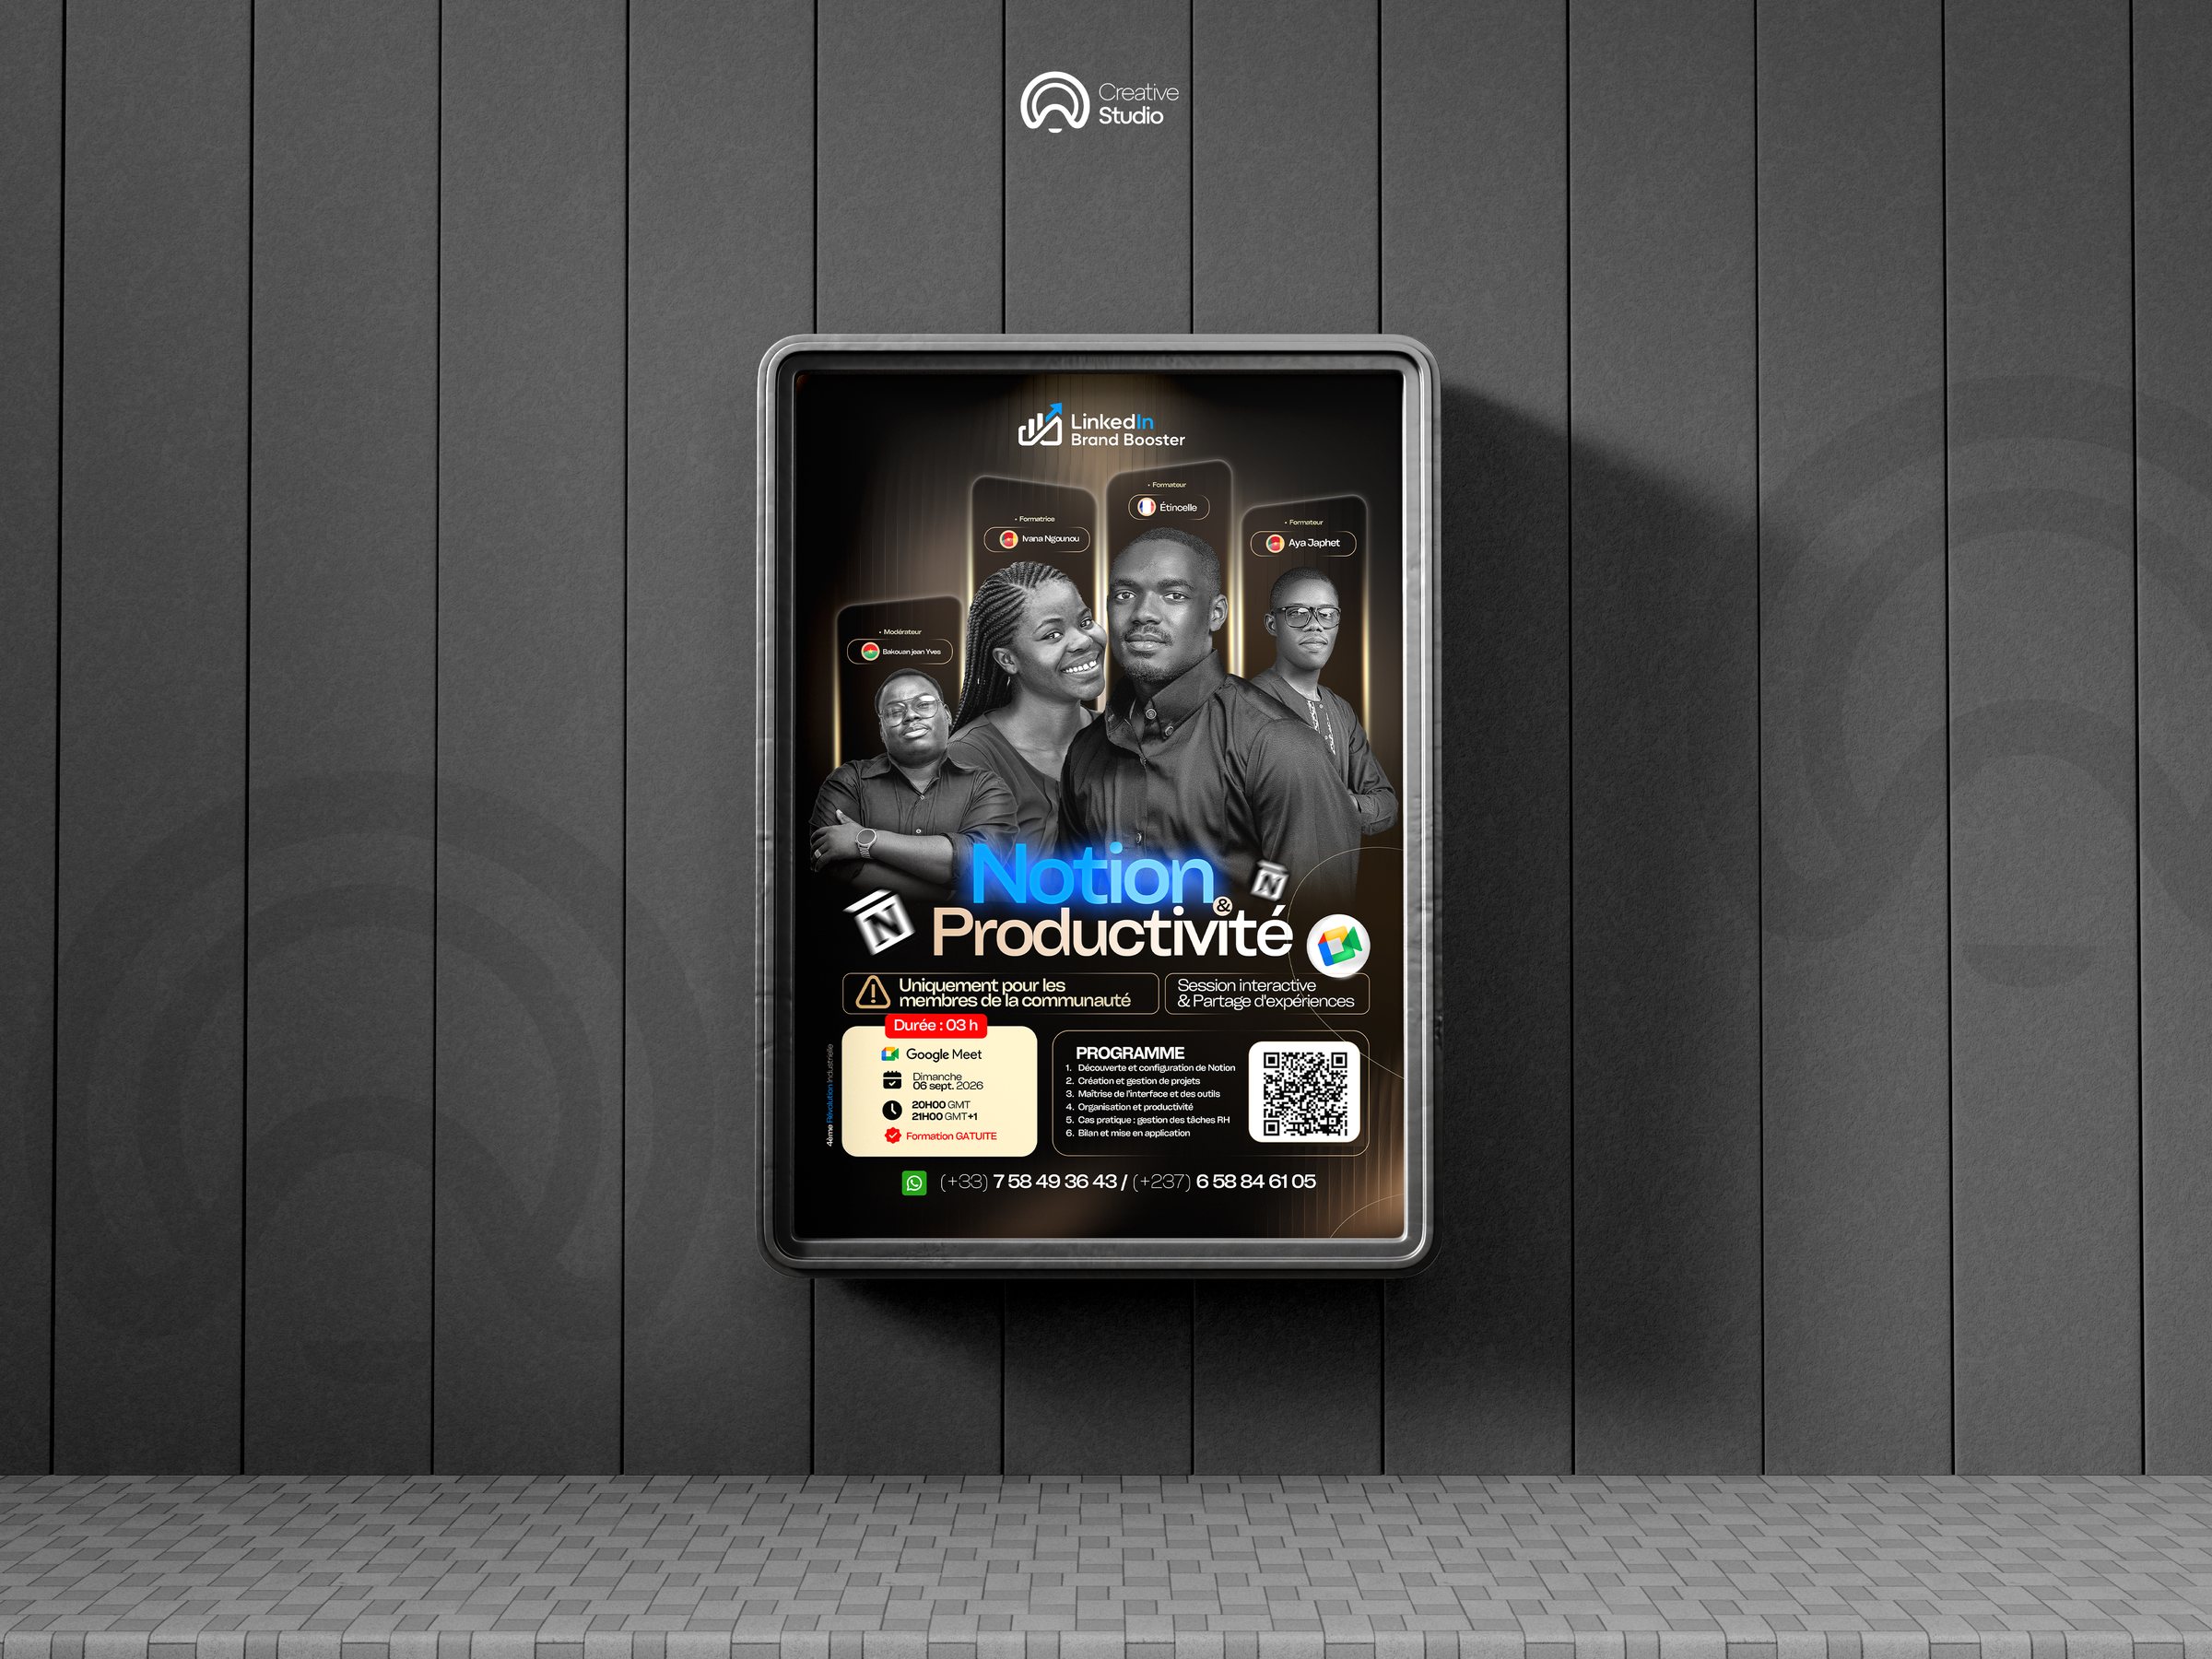 Creative
Studio
LinkedIn
Brand Booster
• Formateur
Étincelle
• Formatrice
Ivana Ngounou
• Formateur
Aya Japhet
• Modérateur
Bakouan jean Yves
Notion
&
Productivité
Uniquement pour les
membres de la communauté
Session interactive
& Partage d'expériences
Durée : 03 h
Google Meet
Dimanche
06 sept. 2026
20H00 GMT
21H00 GMT+1
Formation GATUITE
4ème Révolution Industrielle
PROGRAMME
1. Découverte et configuration de Notion
2. Création et gestion de projets
3. Maîtrise de l'interface et des outils
4. Organisation et productivité
5. Cas pratique : gestion des tâches RH
6. Bilan et mise en application
(+33) 7 58 49 36 43 / (+237) 6 58 84 61 05